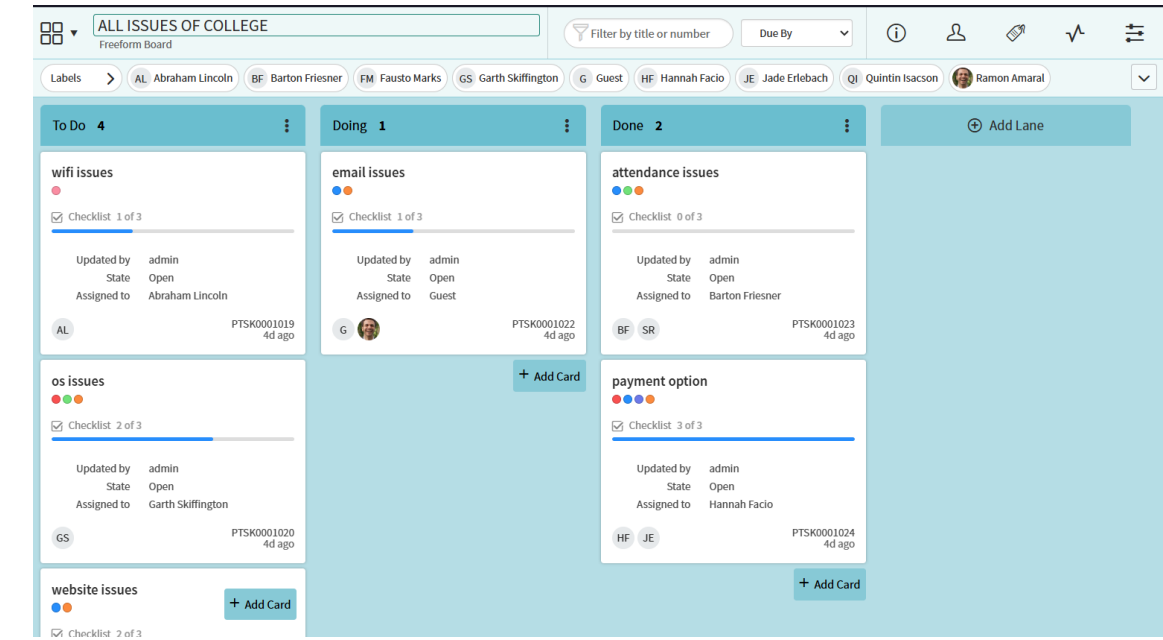 ALL ISSUES OF COLLEGE
Freeform Board
Filter by title or number
Due By
Labels
AL Abraham Lincoln
BF Barton Friesner
FM Fausto Marks
GS Garth Skiffington
G Guest
HF Hannah Facio
JE Jade Erlebach
QI Quintin Isacson
Ramon Amaral
To Do 4
wifi issues
Checklist 1 of 3
Updated by admin
State Open
Assigned to Abraham Lincoln
AL
PTSK0001019
4d ago
os issues
Checklist 2 of 3
Updated by admin
State Open
Assigned to Garth Skiffington
GS
PTSK0001020
4d ago
website issues
+ Add Card
Checklist 2 of 3
Doing 1
email issues
Checklist 1 of 3
Updated by admin
State Open
Assigned to Guest
G
PTSK0001022
4d ago
+ Add Card
Done 2
attendance issues
Checklist 0 of 3
Updated by admin
State Open
Assigned to Barton Friesner
BF SR
PTSK0001023
4d ago
payment option
Checklist 3 of 3
Updated by admin
State Open
Assigned to Hannah Facio
HF JE
PTSK0001024
4d ago
+ Add Card
Add Lane